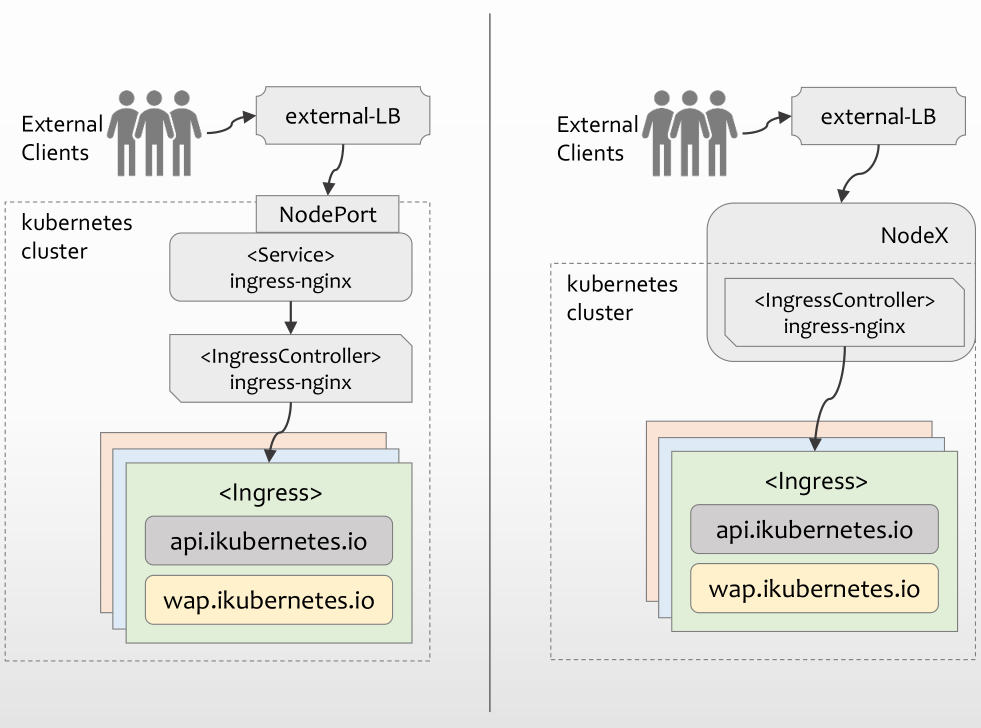 External
Clients
external-LB
NodePort
kubernetes
cluster
<Service>
ingress-nginx
<IngressController>
ingress-nginx
<Ingress>
api.ikubernetes.io
wap.ikubernetes.io
External
Clients
external-LB
NodeX
kubernetes
cluster
<IngressController>
ingress-nginx
<Ingress>
api.ikubernetes.io
wap.ikubernetes.io